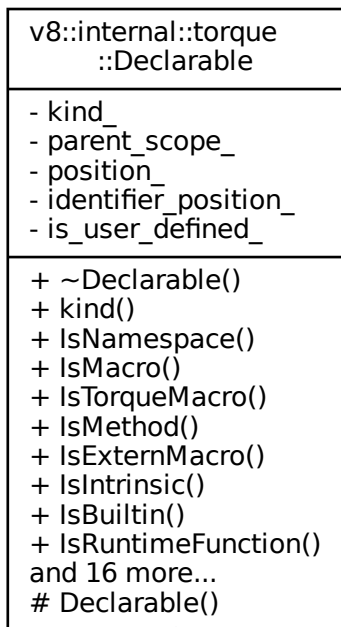 v8::internal::torque
::Declarable
- kind_
- parent_scope_
- position_
- identifier_position_
- is_user_defined_
+ ~Declarable()
+ kind()
+ IsNamespace()
+ IsMacro()
+ IsTorqueMacro()
+ IsMethod()
+ IsExternMacro()
+ IsIntrinsic()
+ IsBuiltin()
+ IsRuntimeFunction()
and 16 more...
# Declarable()